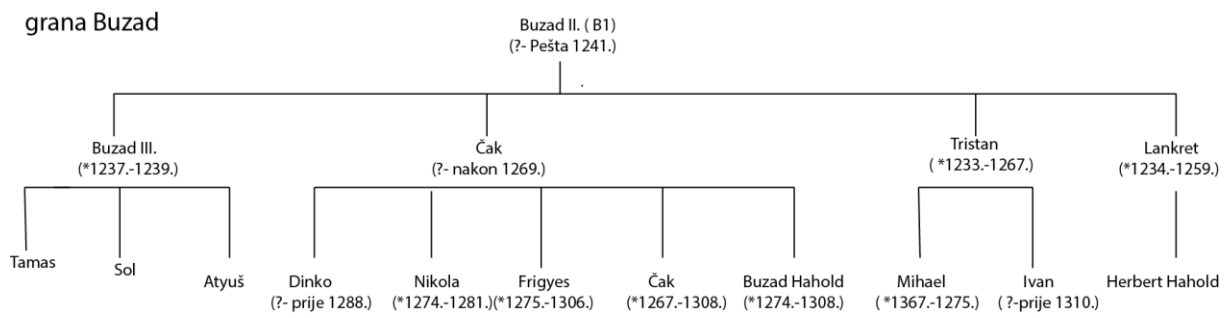 grana Buzad
Buzad II. ( B1)
(?- Pešta 1241.)
Buzad III.
(*1237.-1239.)
Čak
(?- nakon 1269.)
Tristan
( *1233.-1267.)
Lankret
(*1234.-1259.)
Tamas
Sol
Atyuš
Dinko
(?- prije 1288.)
Nikola
(*1274.-1281.)
Frigyes
(*1275.-1306.)
Čak
(*1267.-1308.)
Buzad Hahold
(*1274.-1308.)
Mihael
( *1367.-1275.)
Ivan
( ?-prije 1310.)
Herbert Hahold